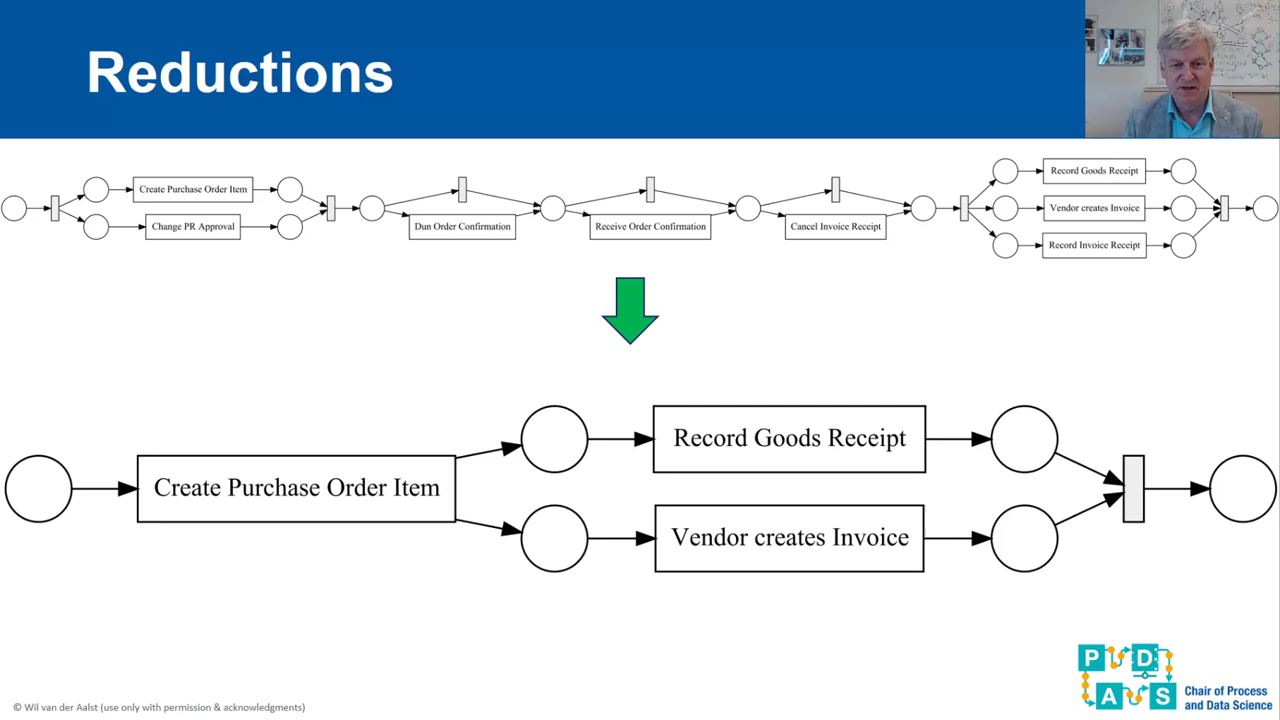 Reductions
Create Purchase Order Item
Change PR Approval
Dun Order Confirmation
Receive Order Confirmation
Cancel Invoice Receipt
Record Goods Receipt
Vendor creates Invoice
Record Invoice Receipt
Create Purchase Order Item
Record Goods Receipt
Vendor creates Invoice
P D
A S
Chair of Process
and Data Science
© Wil van der Aalst (use only with permission & acknowledgments)